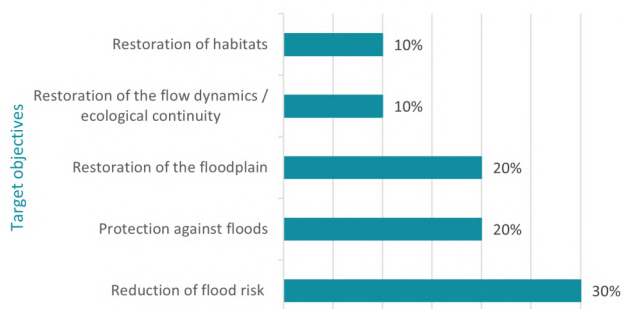 Target objectives
Restoration of habitats
10%
Restoration of the flow dynamics /
ecological continuity
10%
Restoration of the floodplain
20%
Protection against floods
20%
Reduction of flood risk
30%